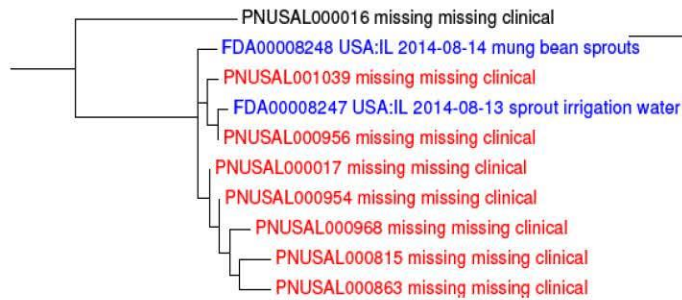 PNUSAL000016 missing missing clinical
FDA00008248 USA:IL 2014-08-14 mung bean sprouts
PNUSAL001039 missing missing clinical
FDA00008247 USA:IL 2014-08-13 sprout irrigation water
PNUSAL000956 missing missing clinical
PNUSAL000017 missing missing clinical
PNUSAL000954 missing missing clinical
PNUSAL000968 missing missing clinical
PNUSAL000815 missing missing clinical
PNUSAL000863 missing missing clinical